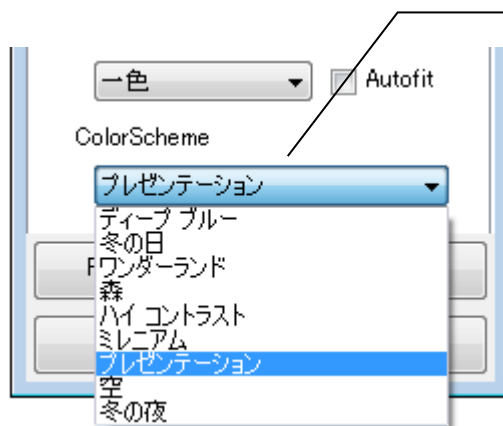 一色
Autofit
ColorScheme
プレゼンテーション
ディープ ブルー
冬の日
ワンダーランド
森
ハイ コントラスト
ミレニアム
プレゼンテーション
空
冬の夜